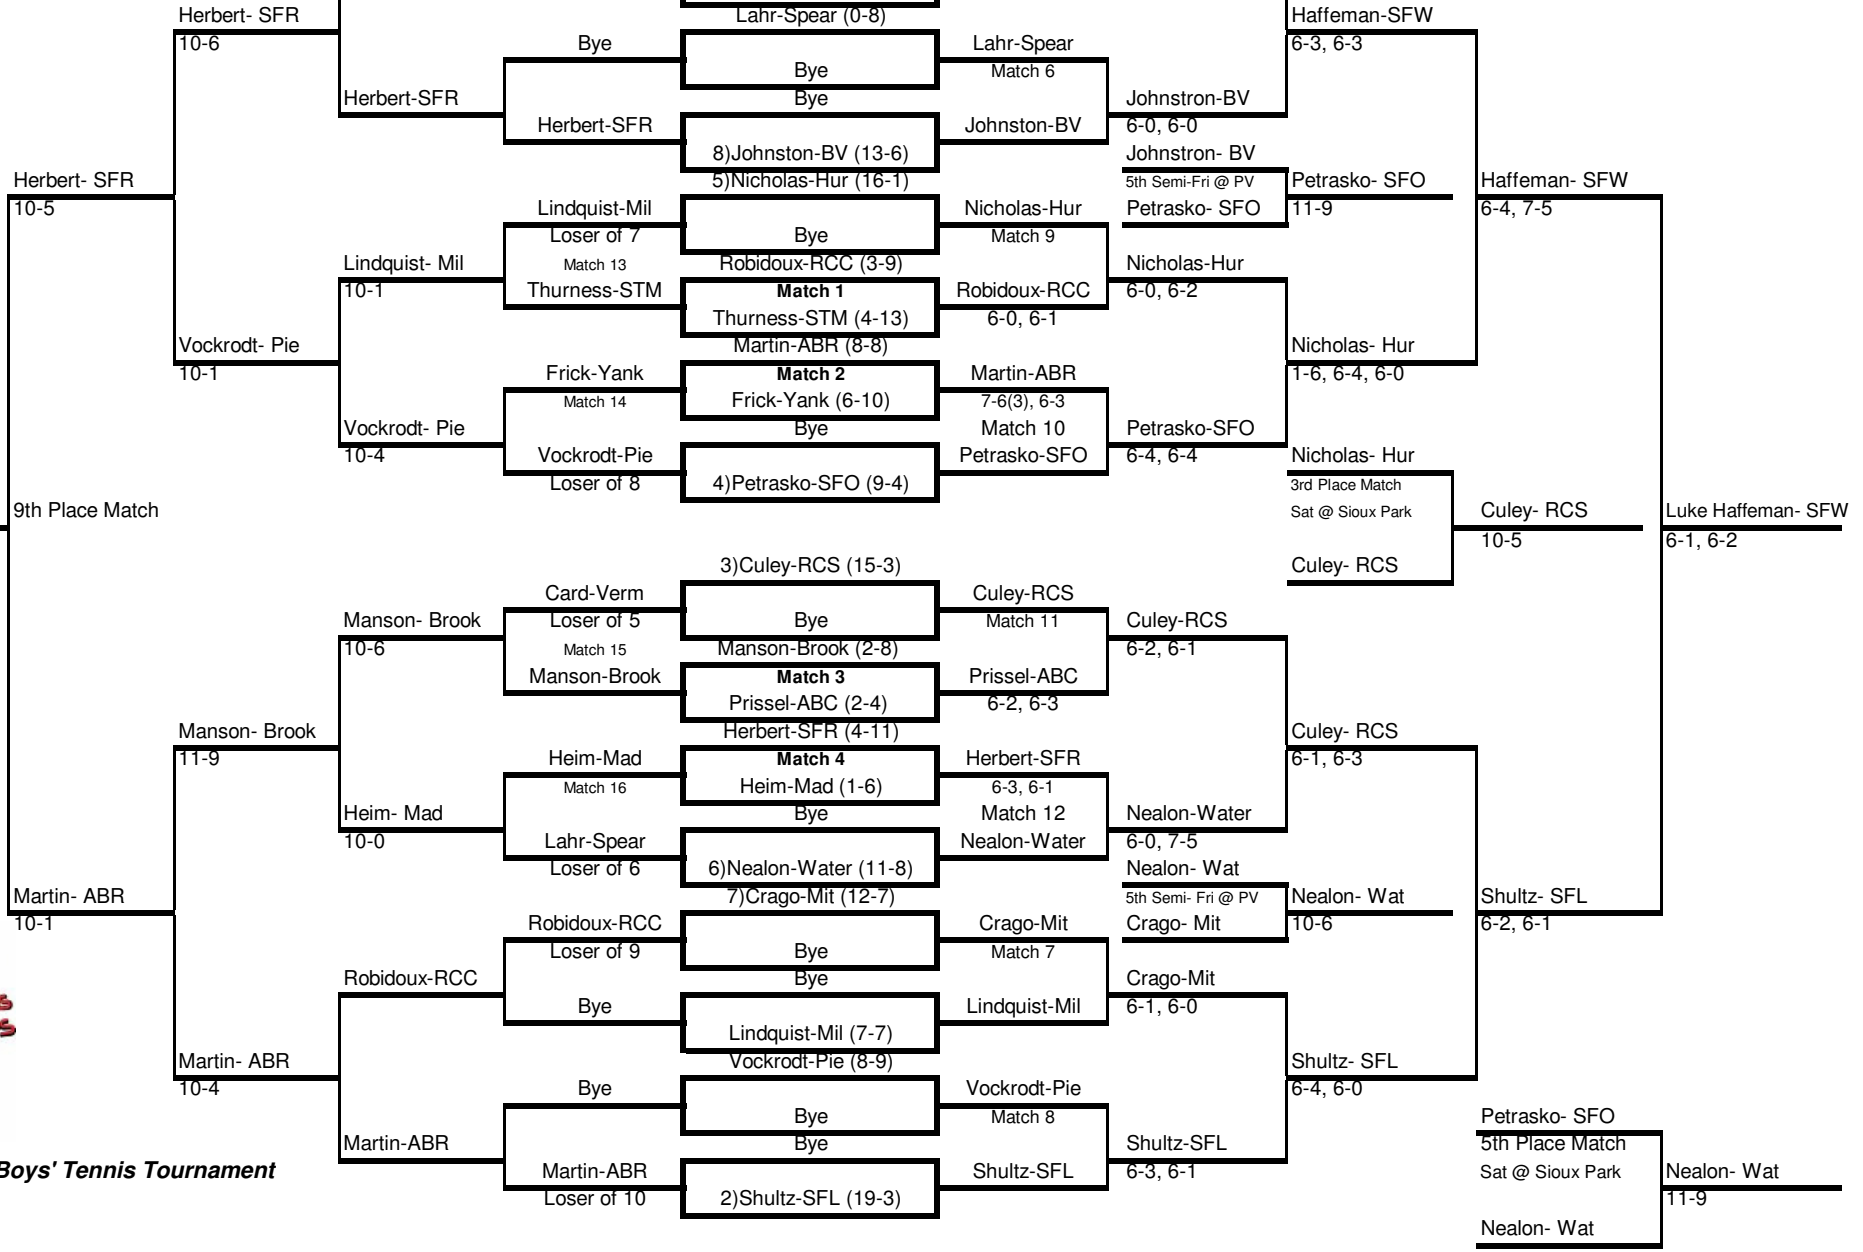 Herbert- SFR
10-6
Herbert- SFR
10-5
Vockrodt- Pie
10-1
9th Place Match
Manson- Brook
11-9
Martin- ABR
10-1
Martin- ABR
10-4
Boys' Tennis Tournament
Herbert-SFR
Lindquist- Mil
10-1
Vockrodt- Pie
10-4
Manson- Brook
10-6
Heim- Mad
10-0
Robidoux-RCC
Martin-ABR
Bye
Herbert-SFR
Lindquist-Mil
Loser of 7
Match 13
Thurness-STM
Frick-Yank
Match 14
Vockrodt-Pie
Loser of 8
Card-Verm
Loser of 5
Match 15
Manson-Brook
Heim-Mad
Match 16
Lahr-Spear
Loser of 6
Robidoux-RCC
Loser of 9
Bye
Bye
Martin-ABR
Loser of 10
Lahr-Spear (0-8)
Bye
Bye
8)Johnston-BV (13-6)
5)Nicholas-Hur (16-1)
Bye
Robidoux-RCC (3-9)
Match 1
Thurness-STM (4-13)
Martin-ABR (8-8)
Match 2
Frick-Yank (6-10)
Bye
4)Petrasko-SFO (9-4)
3)Culey-RCS (15-3)
Bye
Manson-Brook (2-8)
Match 3
Prissel-ABC (2-4)
Herbert-SFR (4-11)
Match 4
Heim-Mad (1-6)
Bye
6)Nealon-Water (11-8)
7)Crago-Mit (12-7)
Bye
Bye
Lindquist-Mil (7-7)
Vockrodt-Pie (8-9)
Bye
Bye
2)Shultz-SFL (19-3)
Lahr-Spear
Match 6
Johnston-BV
Nicholas-Hur
Match 9
Robidoux-RCC
6-0, 6-1
Martin-ABR
7-6(3), 6-3
Match 10
Petrasko-SFO
Culey-RCS
Match 11
Prissel-ABC
6-2, 6-3
Herbert-SFR
6-3, 6-1
Match 12
Nealon-Water
Crago-Mit
Match 7
Lindquist-Mil
Vockrodt-Pie
Match 8
Shultz-SFL
Johnstron-BV
6-0, 6-0
Johnstron- BV
5th Semi-Fri @ PV
Petrasko- SFO
Nicholas-Hur
6-0, 6-2
Petrasko-SFO
6-4, 6-4
Culey-RCS
6-2, 6-1
Nealon-Water
6-0, 7-5
Nealon- Wat
5th Semi- Fri @ PV
Crago- Mit
Crago-Mit
6-1, 6-0
Shultz-SFL
6-3, 6-1
Haffeman-SFW
6-3, 6-3
Petrasko- SFO
11-9
Nicholas- Hur
1-6, 6-4, 6-0
Nicholas- Hur
3rd Place Match
Sat @ Sioux Park
Culey- RCS
Culey- RCS
6-1, 6-3
Nealon- Wat
10-6
Shultz- SFL
6-4, 6-0
Haffeman- SFW
6-4, 7-5
Culey- RCS
10-5
Shultz- SFL
6-2, 6-1
Petrasko- SFO
5th Place Match
Sat @ Sioux Park
Nealon- Wat
Luke Haffeman- SFW
6-1, 6-2
Nealon- Wat
11-9